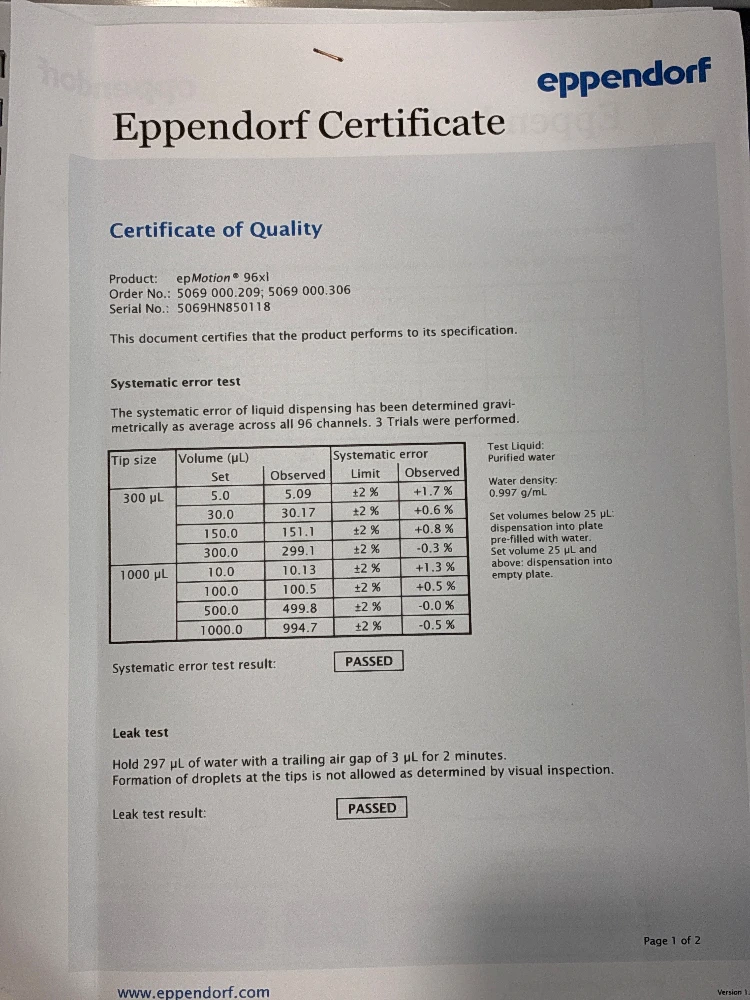 eppendorf
Eppendorf Certificate
Certificate of Quality
Product: epMotion® 96xl
Order No.: 5069 000.209; 5069 000.306
Serial No.: 5069HN850118
This document certifies that the product performs to its specification.
Systematic error test
The systematic error of liquid dispensing has been determined gravi-
metrically as average across all 96 channels. 3 Trials were performed.
Tip size Volume (µL) Systematic error
Set Observed Limit Observed
300 µL 5.0 5.09 ±2 % +1.7 %
30.0 30.17 ±2 % +0.6 %
150.0 151.1 ±2 % +0.8 %
300.0 299.1 ±2 % -0.3 %
1000 µL 10.0 10.13 ±2 % +1.3 %
100.0 100.5 ±2 % +0.5 %
500.0 499.8 ±2 % -0.0 %
1000.0 994.7 ±2 % -0.5 %
Test Liquid:
Purified water
Water density:
0.997 g/mL
Set volumes below 25 µL:
dispensation into plate
pre-filled with water.
Set volume 25 µL and
above: dispensation into
empty plate.
Systematic error test result: PASSED
Leak test
Hold 297 µL of water with a trailing air gap of 3 µL for 2 minutes.
Formation of droplets at the tips is not allowed as determined by visual inspection.
Leak test result: PASSED
Page 1 of 2
www.eppendorf.com
Version 1